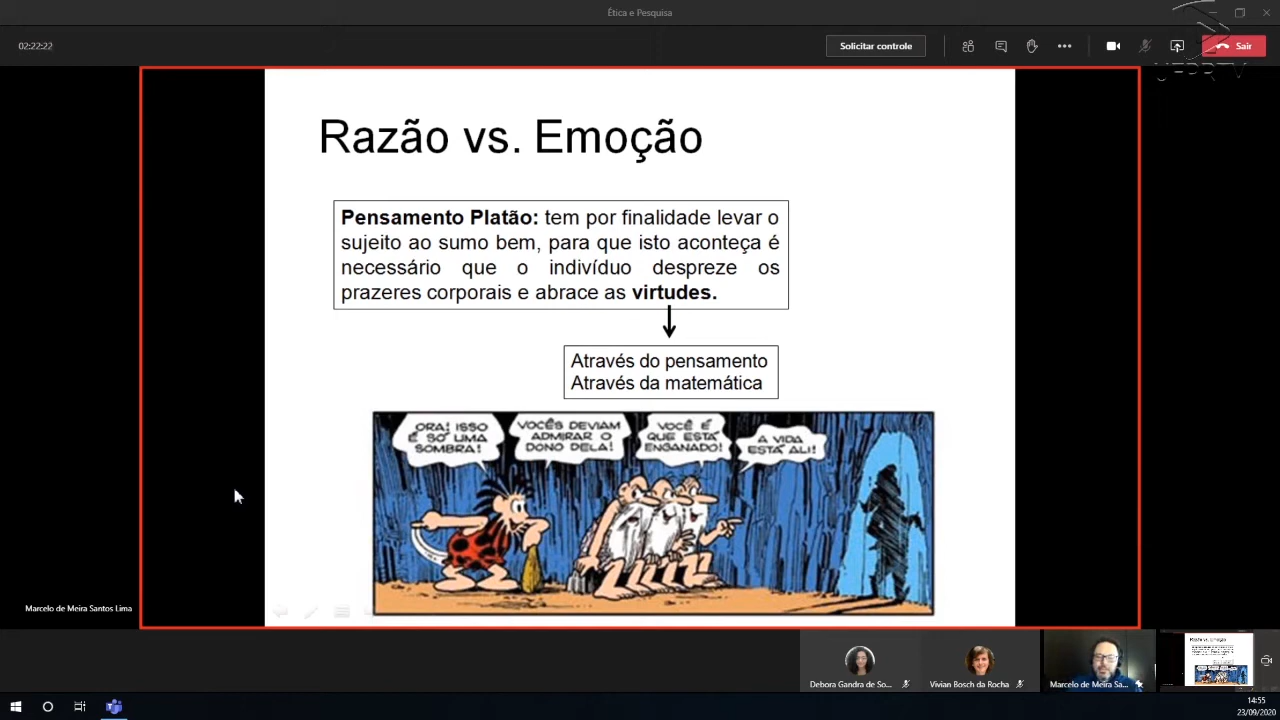 Ética e Pesquisa
02:22:22
Solicitar controle
Sair
Razão vs. Emoção
Pensamento Platão: tem por finalidade levar o
sujeito ao sumo bem, para que isto aconteça é
necessário que o indivíduo despreze os
prazeres corporais e abrace as virtudes.
Através do pensamento
Através da matemática
ORA! ISSO
É SÓ UMA
SOMBRA!
VOCÊS DEVIAM
ADMIRAR O
DONO DELA!
VOCÊ É
QUE ESTÁ
ENGANADO!
A VIDA
ESTÁ ALI!
Marcelo de Meira Santos Lima
Debora Gandra de So...
Vivian Bosch da Rocha
Marcelo de Meira Sa...
Razão vs. Emoção
14:55
23/09/2020